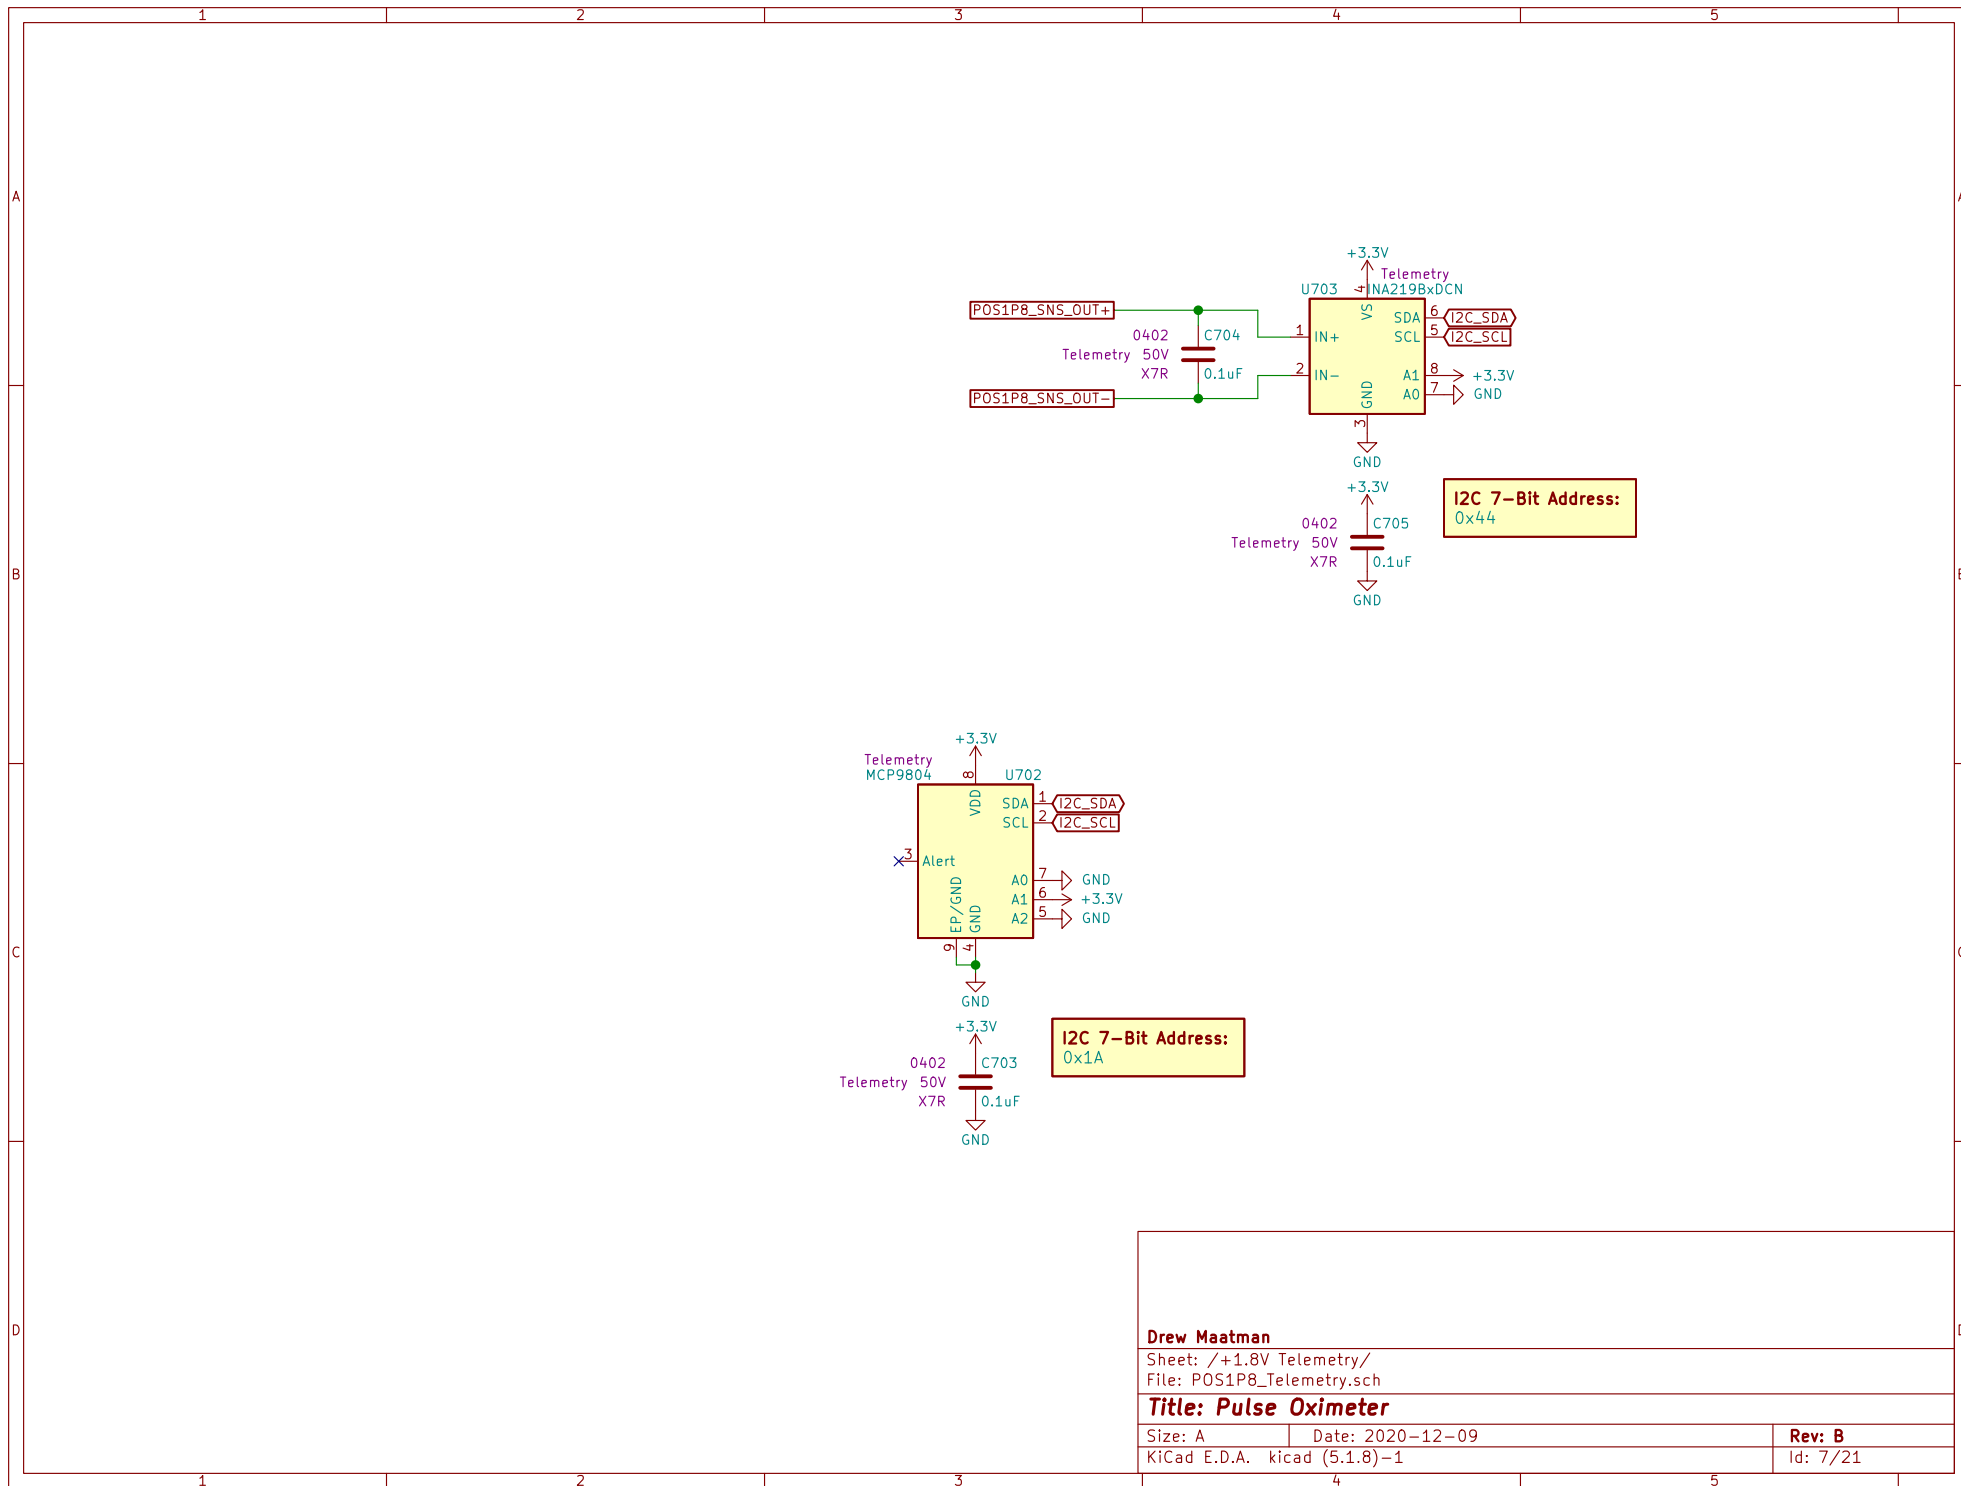 1 2 3 4 5
A
+3.3V
Telemetry
U703 INA219BxDCN
4
VS
POS1P8_SNS_OUT+
SDA 6 I2C_SDA
SCL 5 I2C_SCL
1 IN+
0402 C704
Telemetry 50V
X7R 0.1uF
2 IN-
A1 8 +3.3V
A0 7 GND
POS1P8_SNS_OUT-
GND
3
GND
+3.3V
I2C 7-Bit Address:
0x44
0402 C705
Telemetry 50V
X7R 0.1uF
GND
B
+3.3V
Telemetry
MCP9804 U702
8
VDD
SDA 1 I2C_SDA
SCL 2 I2C_SCL
3 Alert
A0 7 GND
A1 6 +3.3V
A2 5 GND
EP/GND
GND
9 4
C
GND
+3.3V
I2C 7-Bit Address:
0x1A
0402 C703
Telemetry 50V
X7R 0.1uF
GND
D
Drew Maatman
Sheet: /+1.8V Telemetry/
File: POS1P8_Telemetry.sch
Title: Pulse Oximeter
Size: A Date: 2020-12-09 Rev: B
KiCad E.D.A. kicad (5.1.8)-1 Id: 7/21
1 2 3 4 5